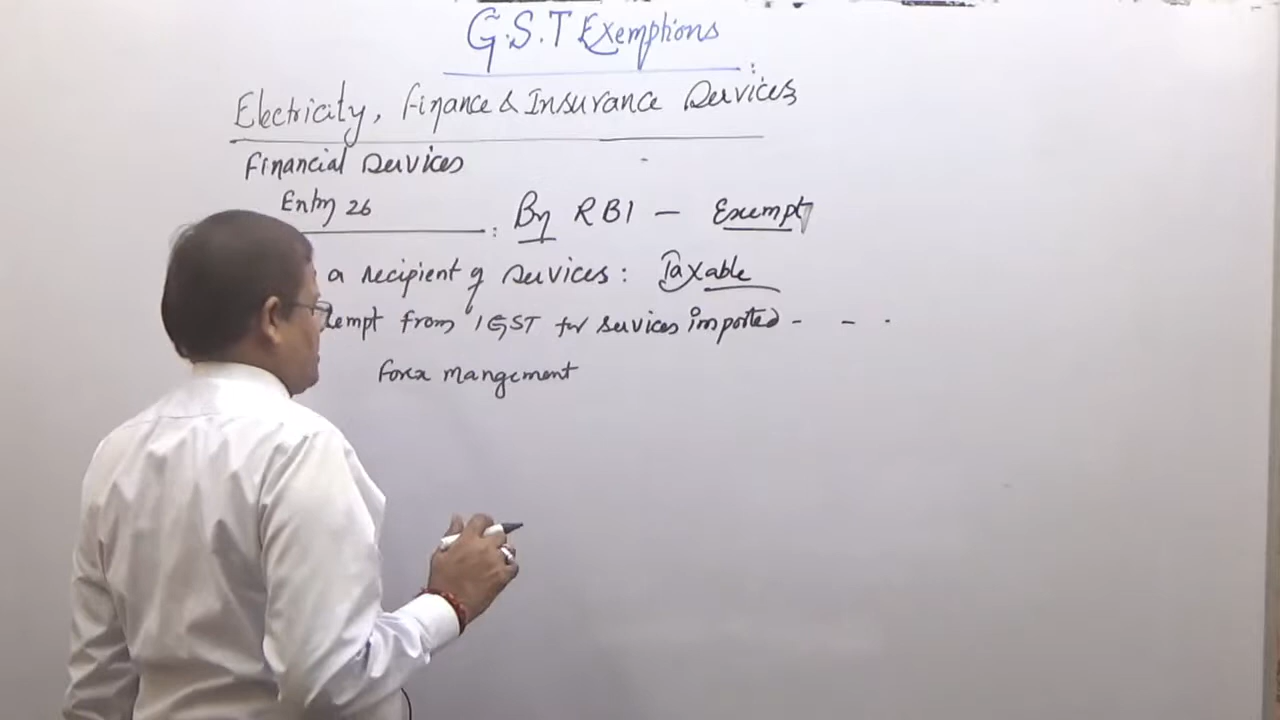 G.S.T Exemptions
Electricity, Finance & Insurance Services
Financial Services
Entry 26
: By RBI — Exempt
a recipient of services : Taxable
empt from IGST for services imported - - .
Forex mangement